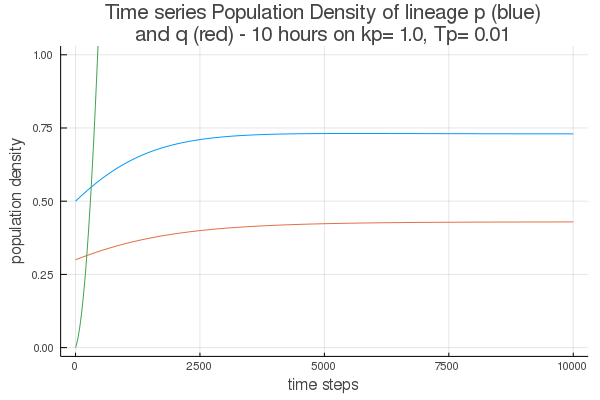 Time series Population Density of lineage p (blue)
and q (red) - 10 hours on kp= 1.0, Tp= 0.01
1.00
0.75
0.50
0.25
0.00
population density
0
2500
5000
7500
10000
time steps